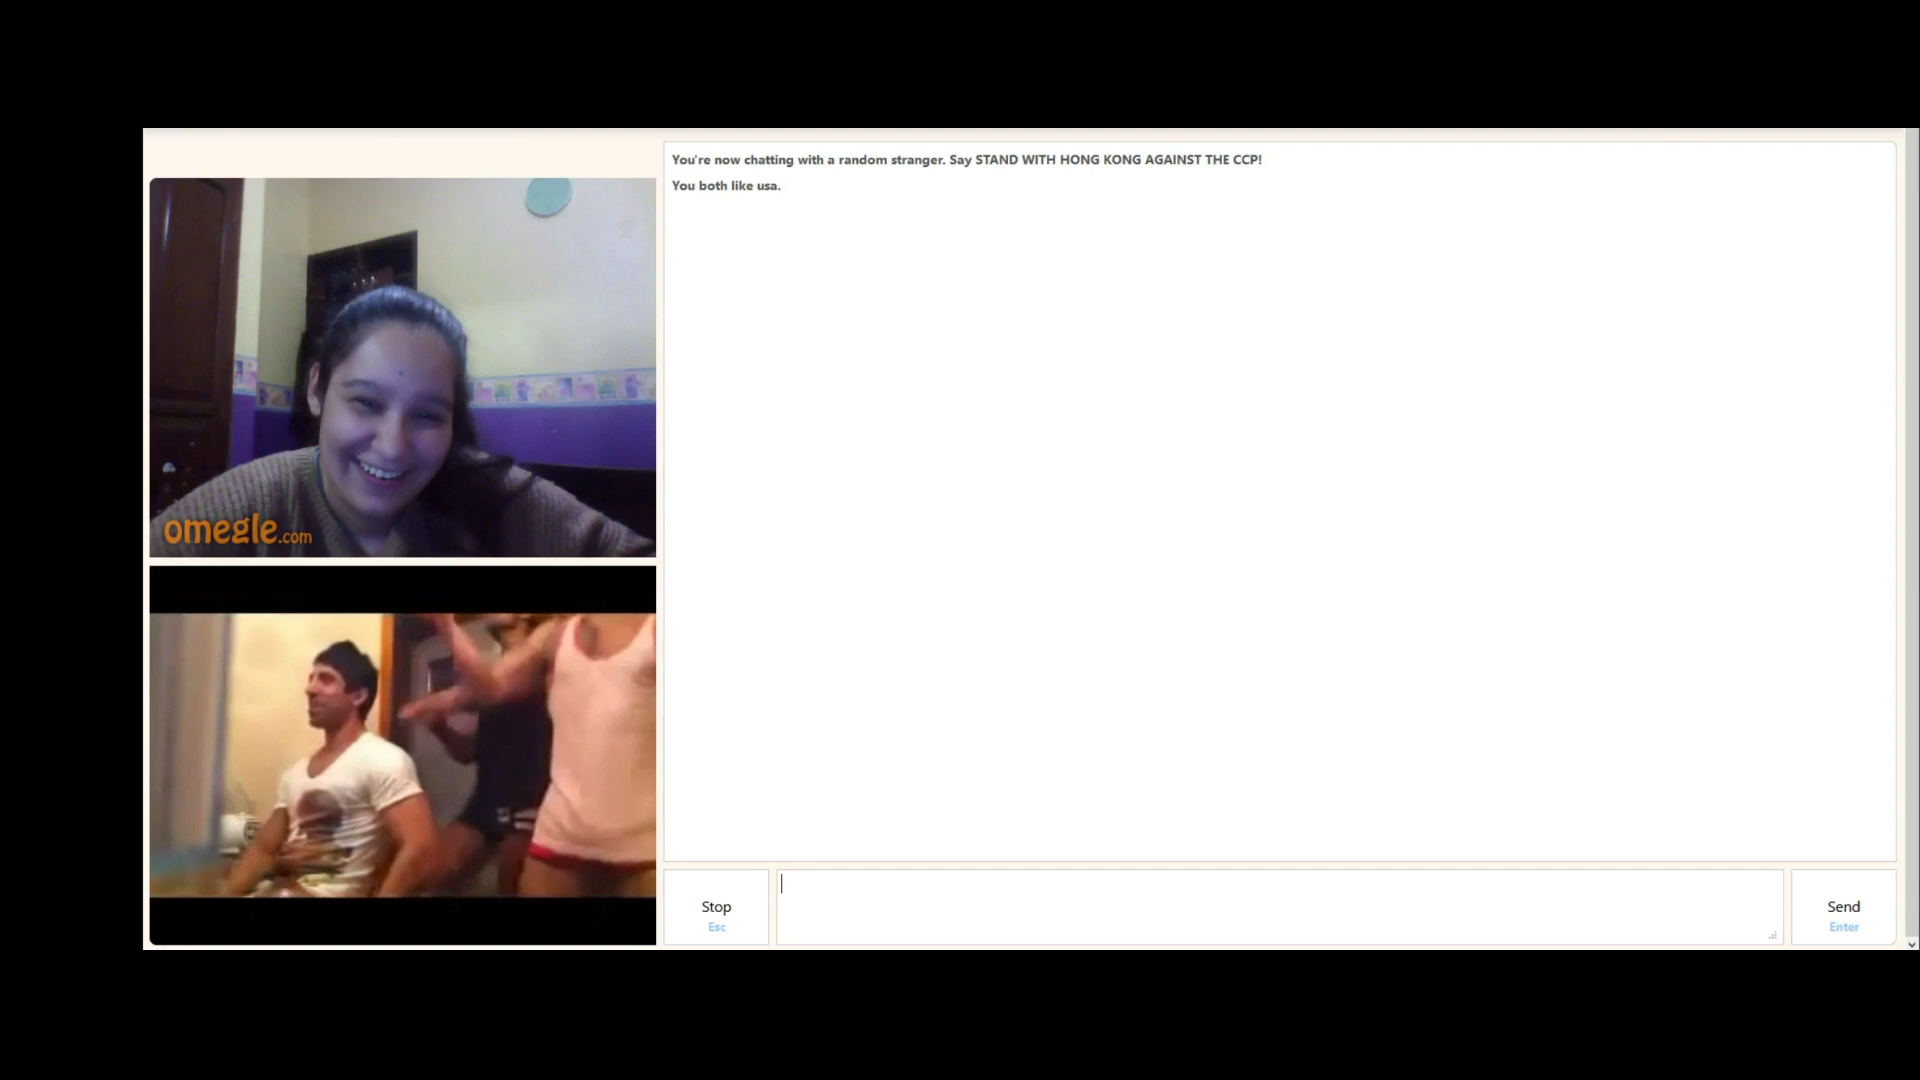 You're now chatting with a random stranger. Say STAND WITH HONG KONG AGAINST THE CCP!
You both like usa.
omegle.com
Stop
Esc
Send
Enter